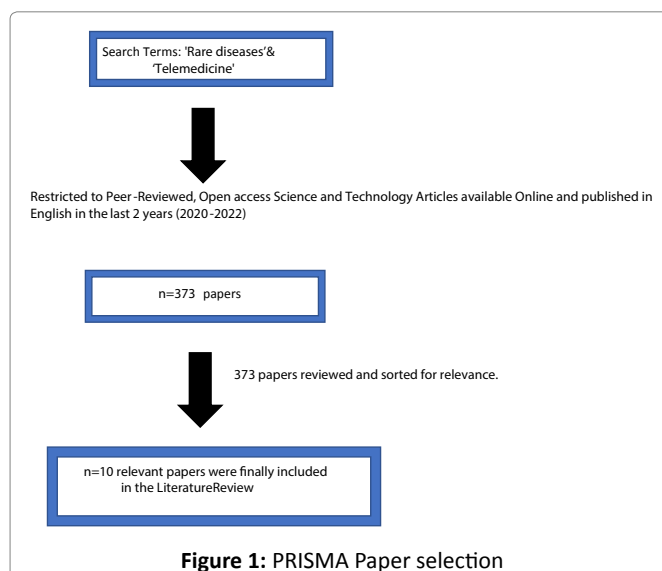 Search Terms: 'Rare diseases'&
'Telemedicine'
Restricted to Peer-Reviewed, Open access Science and Technology Articles available Online and published in
English in the last 2 years (2020-2022)
n=373 papers
373 papers reviewed and sorted for relevance.
n=10 relevant papers were finally included
in the LiteratureReview
Figure 1: PRISMA Paper selection